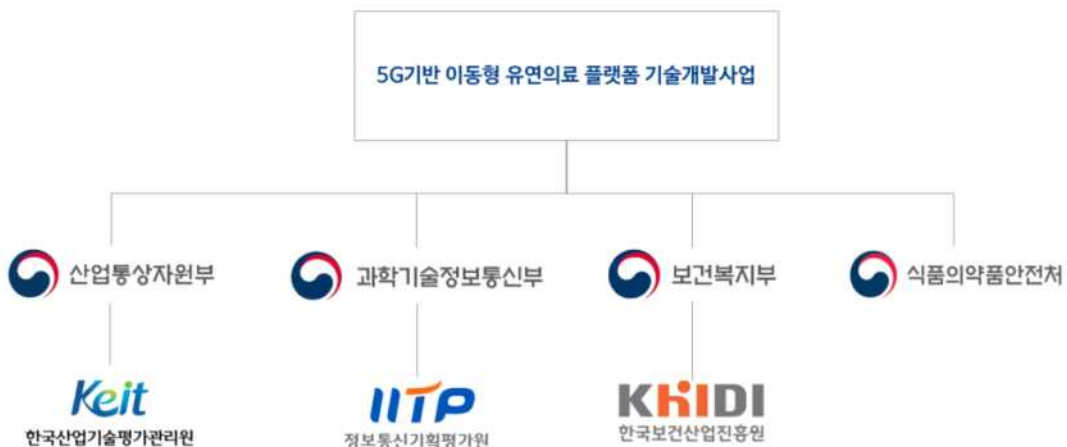 5G기반 이동형 유연의료 플랫폼 기술개발사업
산업통상자원부
과학기술정보통신부
보건복지부
식품의약품안전처
Keit
한국산업기술평가관리원
IITP
정보통신기획평가원
KHIDI
한국보건산업진흥원